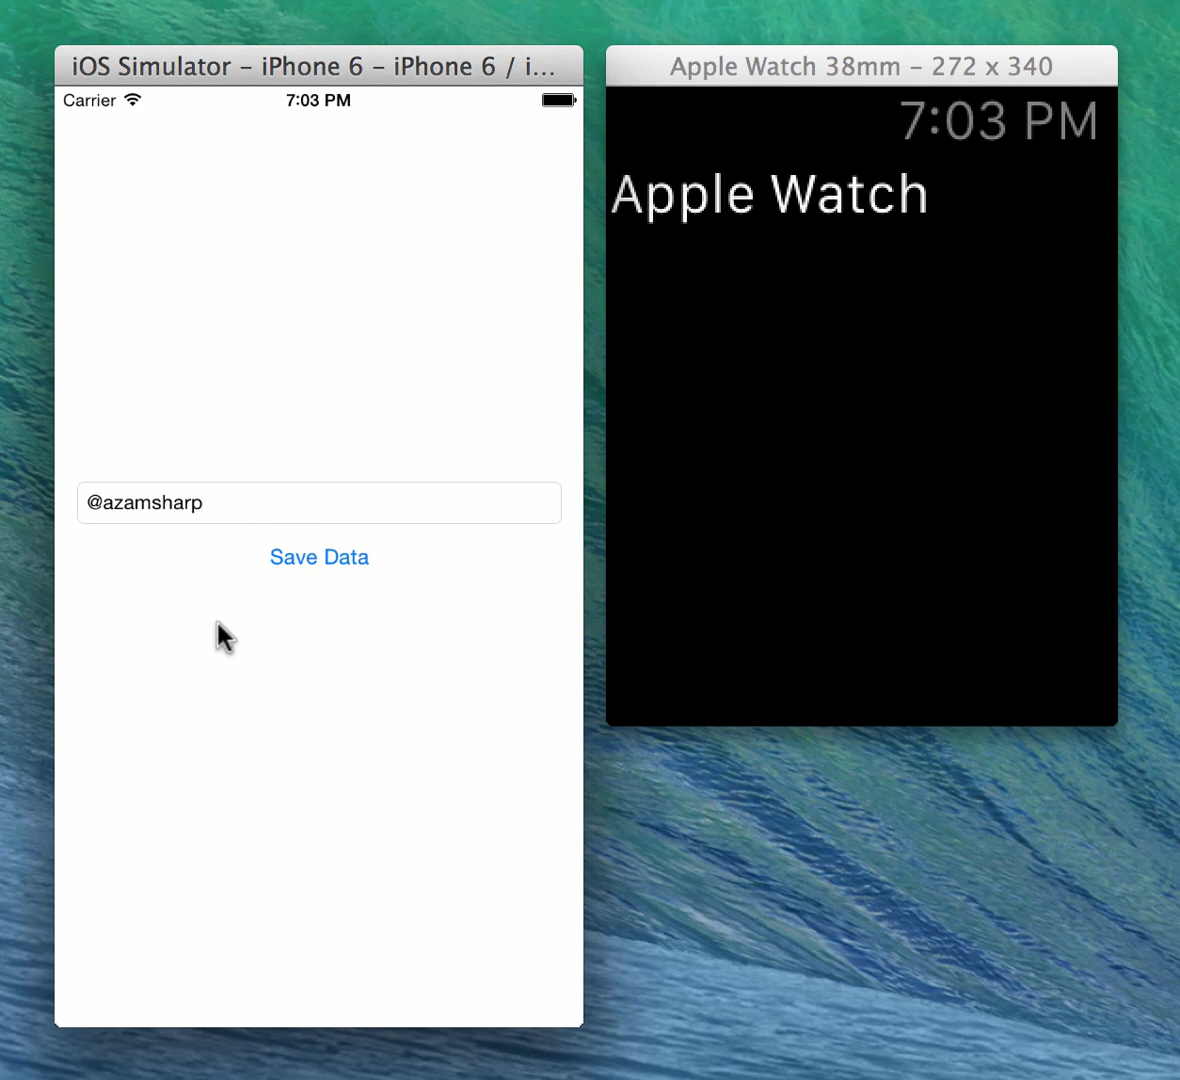 iOS Simulator – iPhone 6 – iPhone 6 / i...
Carrier
7:03 PM
@azamsharp
Save Data
Apple Watch 38mm – 272 x 340
7:03 PM
Apple Watch